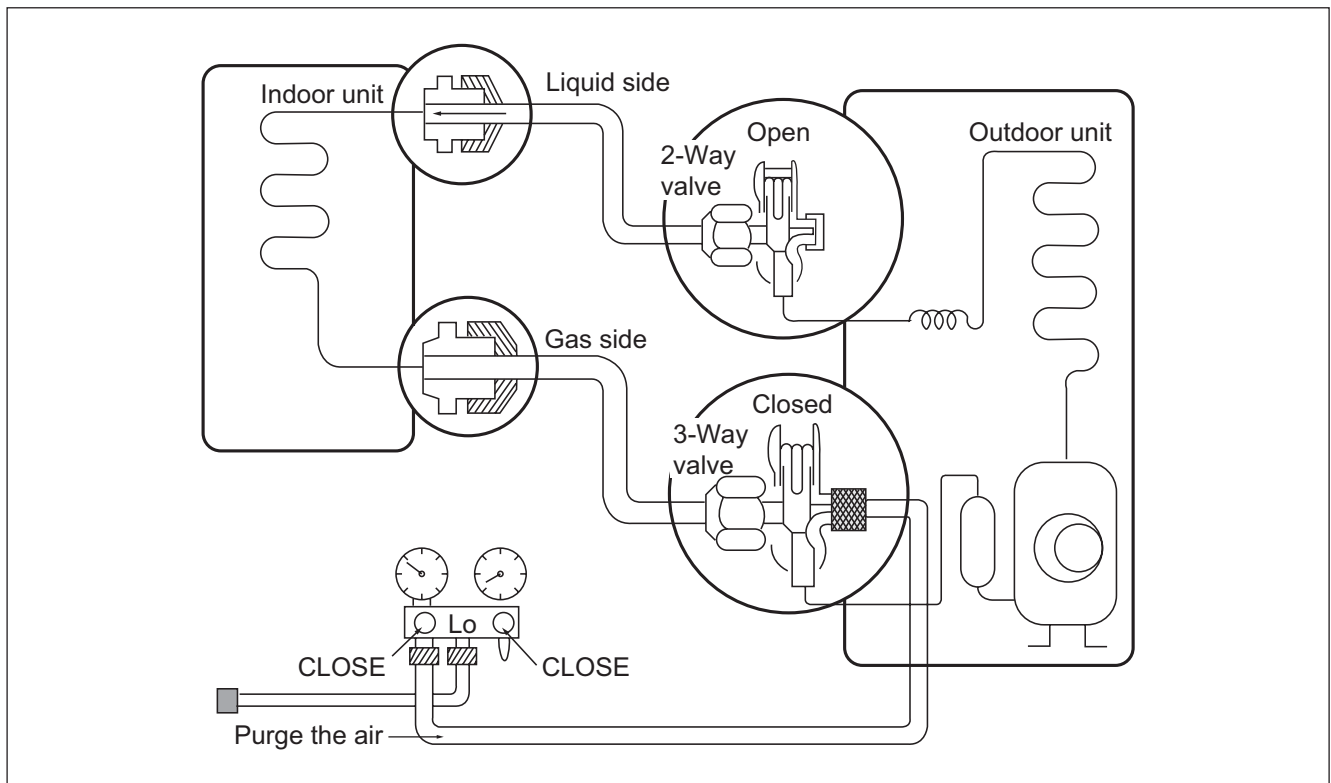 Indoor unit
Liquid side
Open
2-Way
valve
Outdoor unit
Gas side
Closed
3-Way
valve
Lo
CLOSE
CLOSE
Purge the air